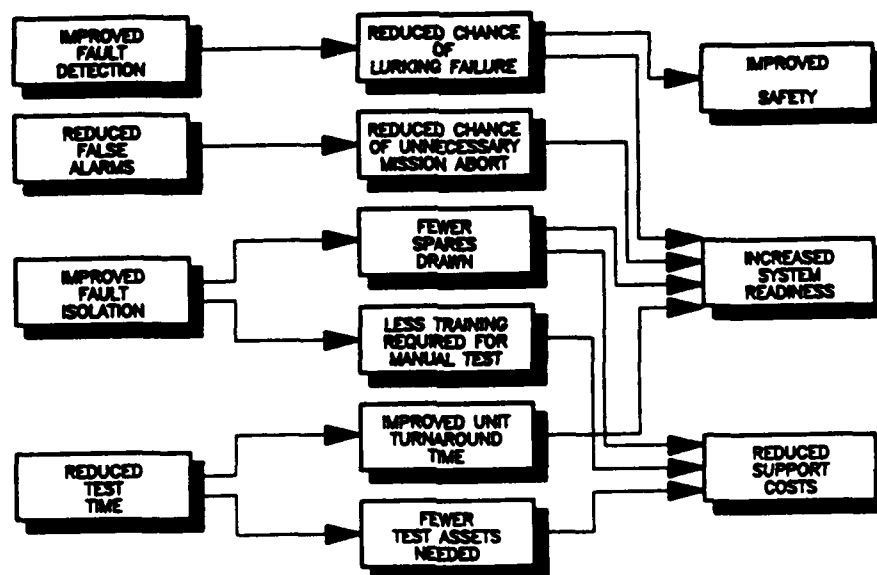 IMPROVED
FAULT
DETECTION
REDUCED CHANCE
OF
LURKING FAILURE
IMPROVED
SAFETY
REDUCED
FALSE
ALARMS
REDUCED CHANCE
OF UNNECESSARY
MISSION ABORT
FEWER
SPARES
DRAWN
INCREASED
SYSTEM
READINESS
IMPROVED
FAULT
ISOLATION
LESS TRAINING
REQUIRED FOR
MANUAL TEST
IMPROVED UNIT
TURNAROUND
TIME
REDUCED
SUPPORT
COSTS
REDUCED
TEST
TIME
FEWER
TEST ASSETS
NEEDED